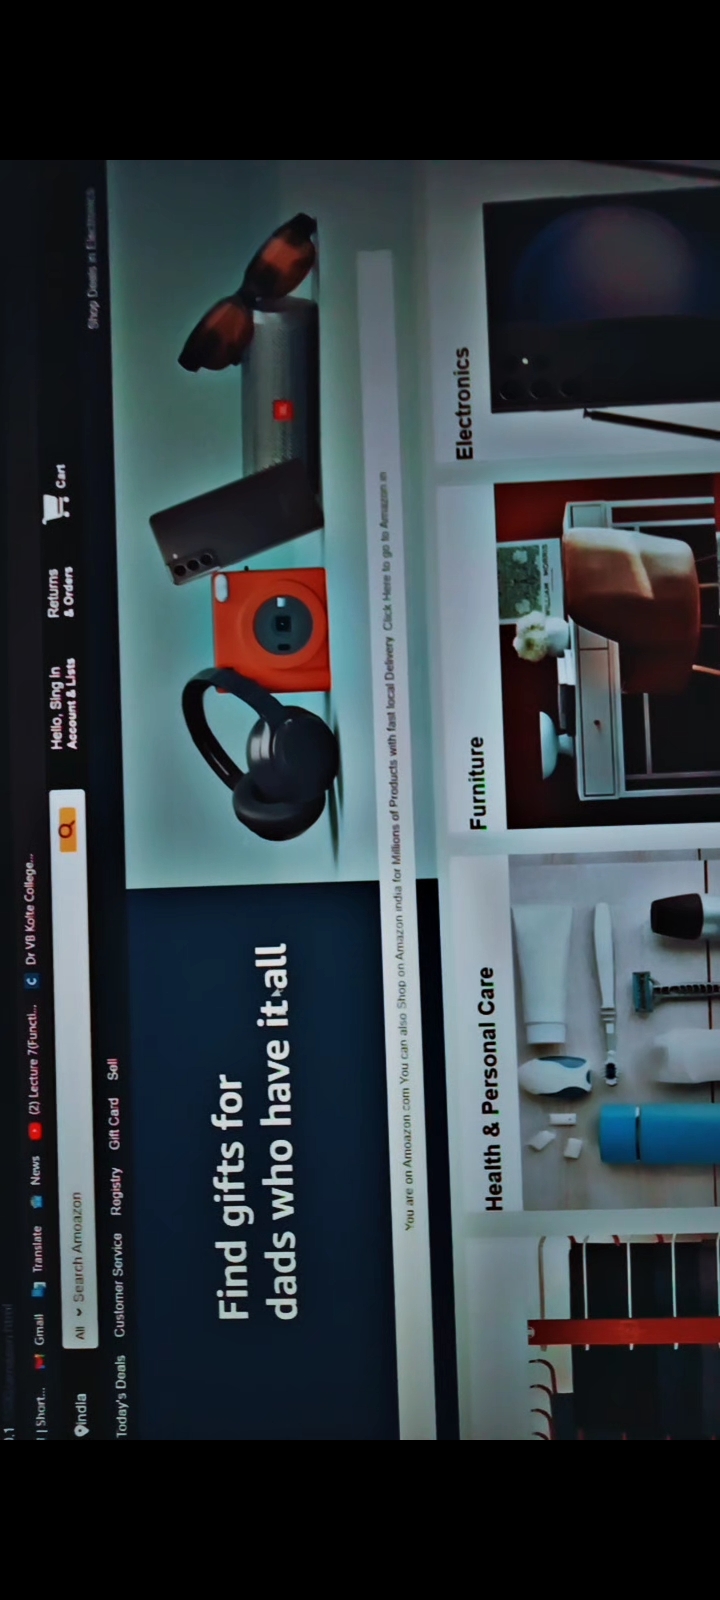 .1
| Short... Gmail Translate News (2) Lecture 7(Functi... Dr VB Kolte College...
India All Search Amoazon Hello, Sing in Returns Cart
Account & Lists & Orders
Today's Deals Customer Service Registry Gift Card Sell Shop Deals in Electronics
Find gifts for
dads who have it all
You are on Amoazon com You can also Shop on Amazon india for Millions of Products with fast local Delivery Click Here to go to Amazon in
Health & Personal Care Furniture Electronics
WILLIAM MORRIS